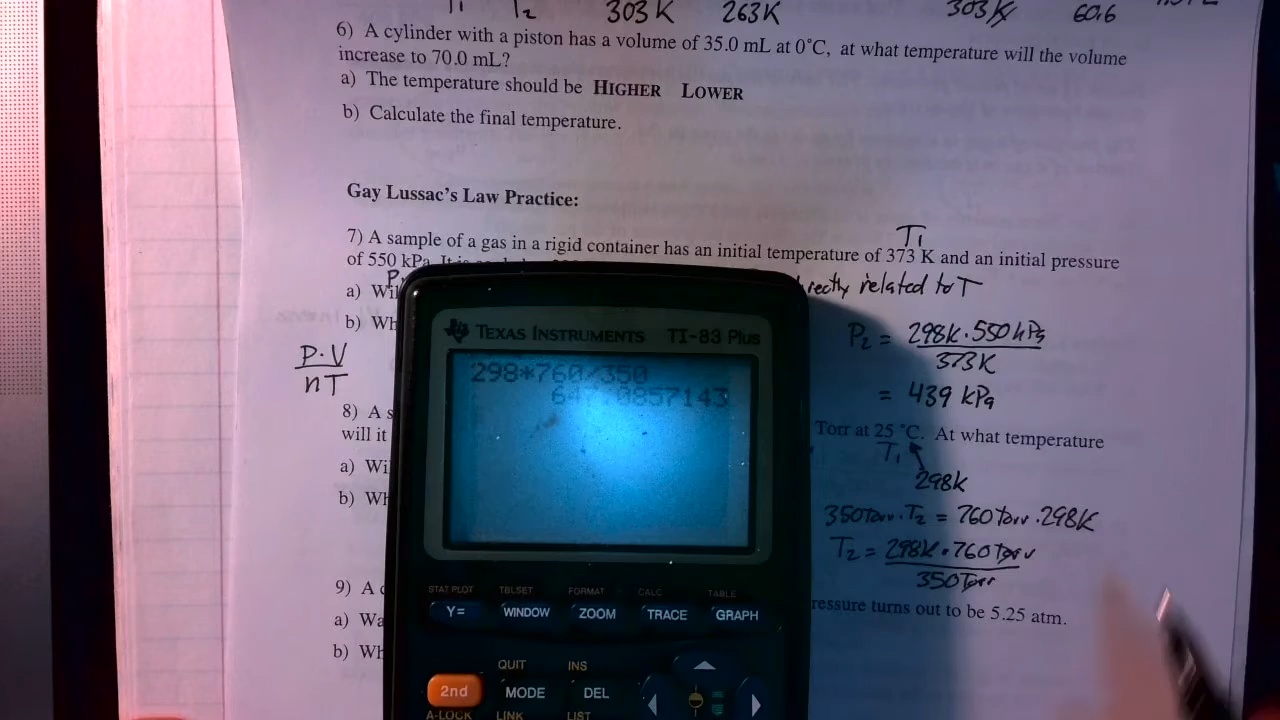 T₁ T₂ 303 K 263K 303K 60.6
6) A cylinder with a piston has a volume of 35.0 mL at 0°C, at what temperature will the volume
increase to 70.0 mL?
a) The temperature should be HIGHER LOWER
b) Calculate the final temperature.
Gay Lussac's Law Practice:
T₁
7) A sample of a gas in a rigid container has an initial temperature of 373 K and an initial pressure
of 550 kPa.
a) related to T
b)
P₂ = 298K·550 kPa
373K
= 439 kPa
P·V
nT
8) A
will it
Torr at 25 °C. At what temperature
T₁
298K
a)
b)
350 torr·T₂ = 760 torr·298K
T₂ = 298K·760 Torr
350 Torr
9) A
a)
b)
pressure turns out to be 5.25 atm.
TEXAS INSTRUMENTS TI-83 Plus
298*760/350
STAT PLOT TBLSET FORMAT CALC TABLE
Y= WINDOW ZOOM TRACE GRAPH
QUIT INS
2nd MODE DEL
A-LOCK LINK LIST